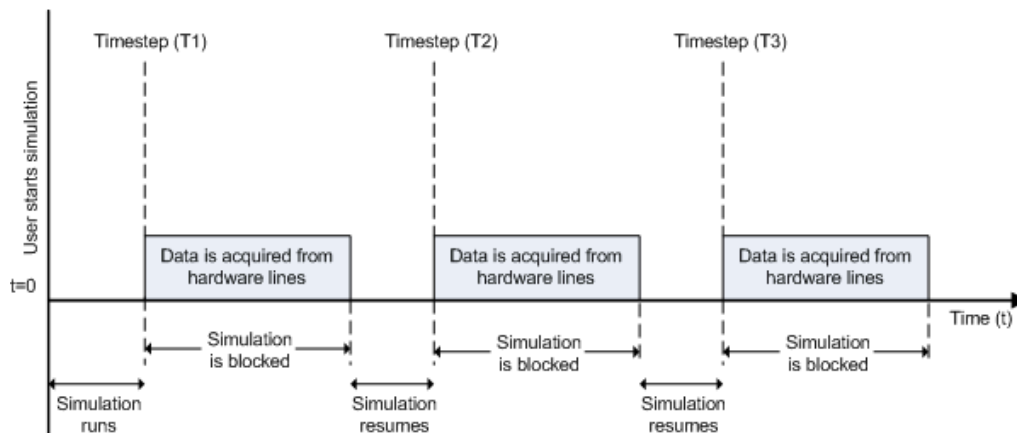 Timestep (T1)
Timestep (T2)
Timestep (T3)
User starts simulation
Data is acquired from
hardware lines
Data is acquired from
hardware lines
Data is acquired from
hardware lines
t=0
Time (t)
Simulation
is blocked
Simulation
is blocked
Simulation
is blocked
Simulation
runs
Simulation
resumes
Simulation
resumes